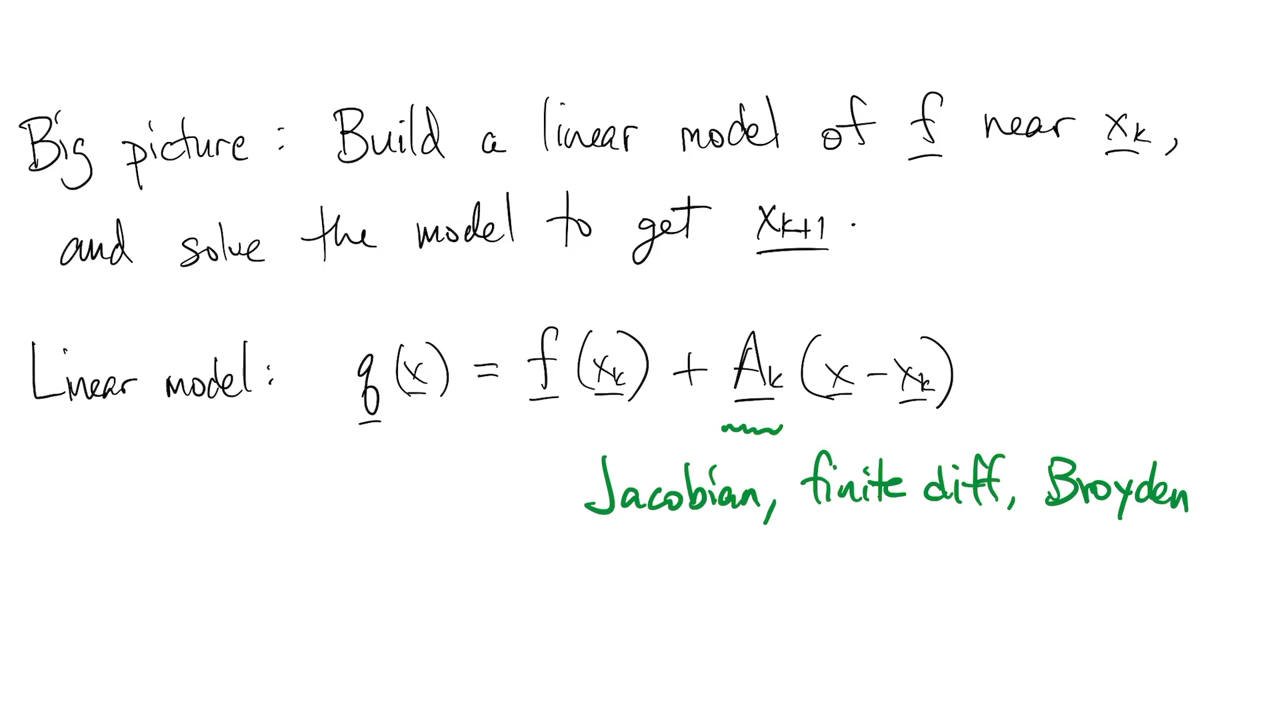 Big picture: Build a linear model of f near xₖ,
and solve the model to get xₖ₊₁.
Linear model: q(x) = f(xₖ) + Aₖ(x - xₖ)
Jacobian, finite diff, Broyden